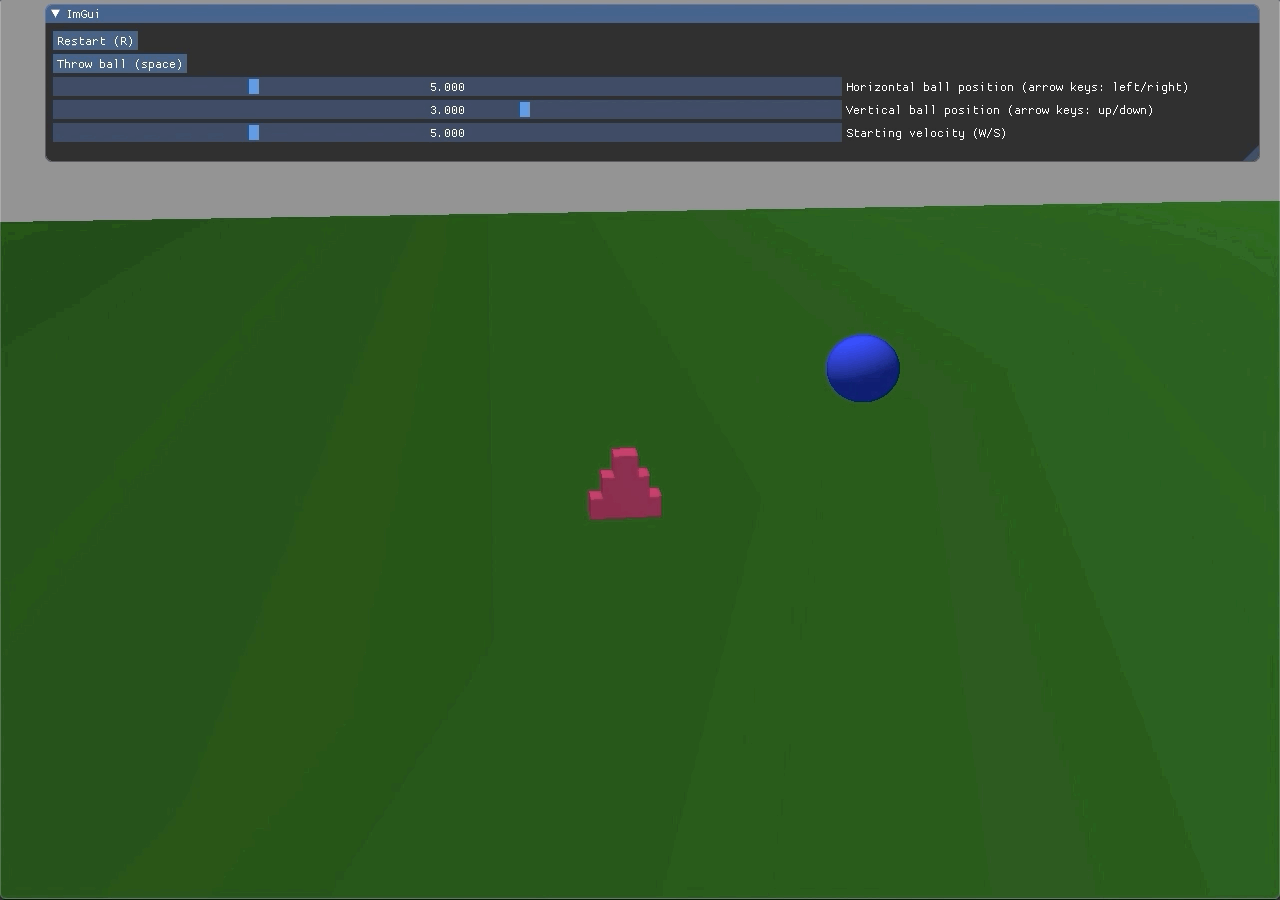 ImGui
Restart (R)
Throw ball (space)
5.000 Horizontal ball position (arrow keys: left/right)
3.000 Vertical ball position (arrow keys: up/down)
5.000 Starting velocity (W/S)